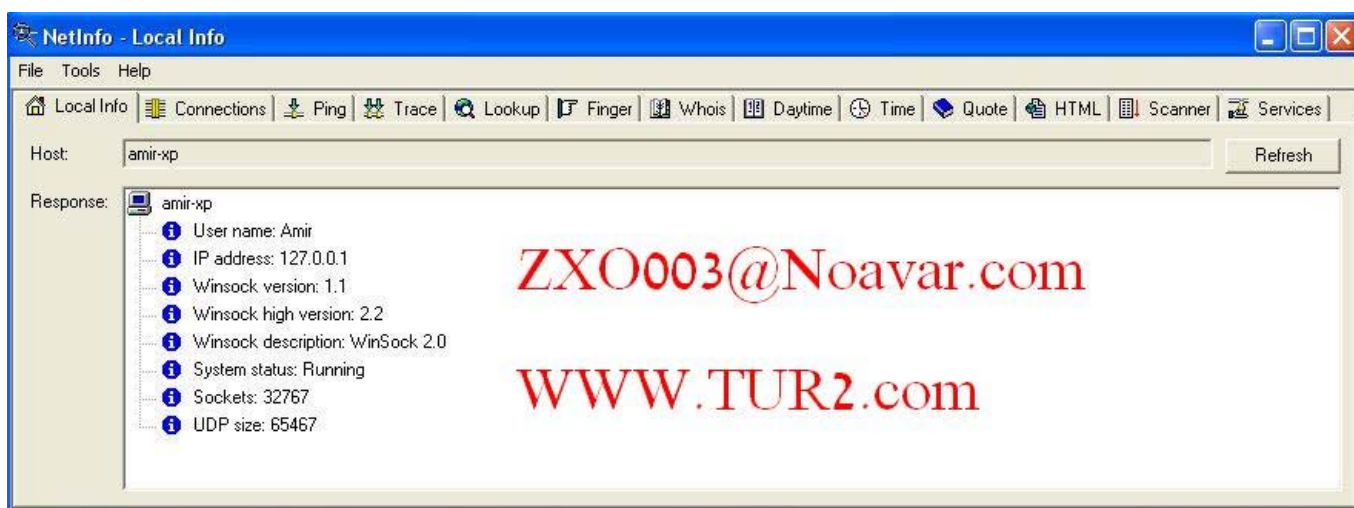 NetInfo - Local Info
File Tools Help
Local Info Connections Ping Trace Lookup Finger Whois Daytime Time Quote HTML Scanner Services
Host: amir-xp Refresh
Response: amir-xp
User name: Amir
IP address: 127.0.0.1
Winsock version: 1.1
Winsock high version: 2.2
Winsock description: WinSock 2.0
System status: Running
Sockets: 32767
UDP size: 65467
ZXO003@Noavar.com
WWW.TUR2.com